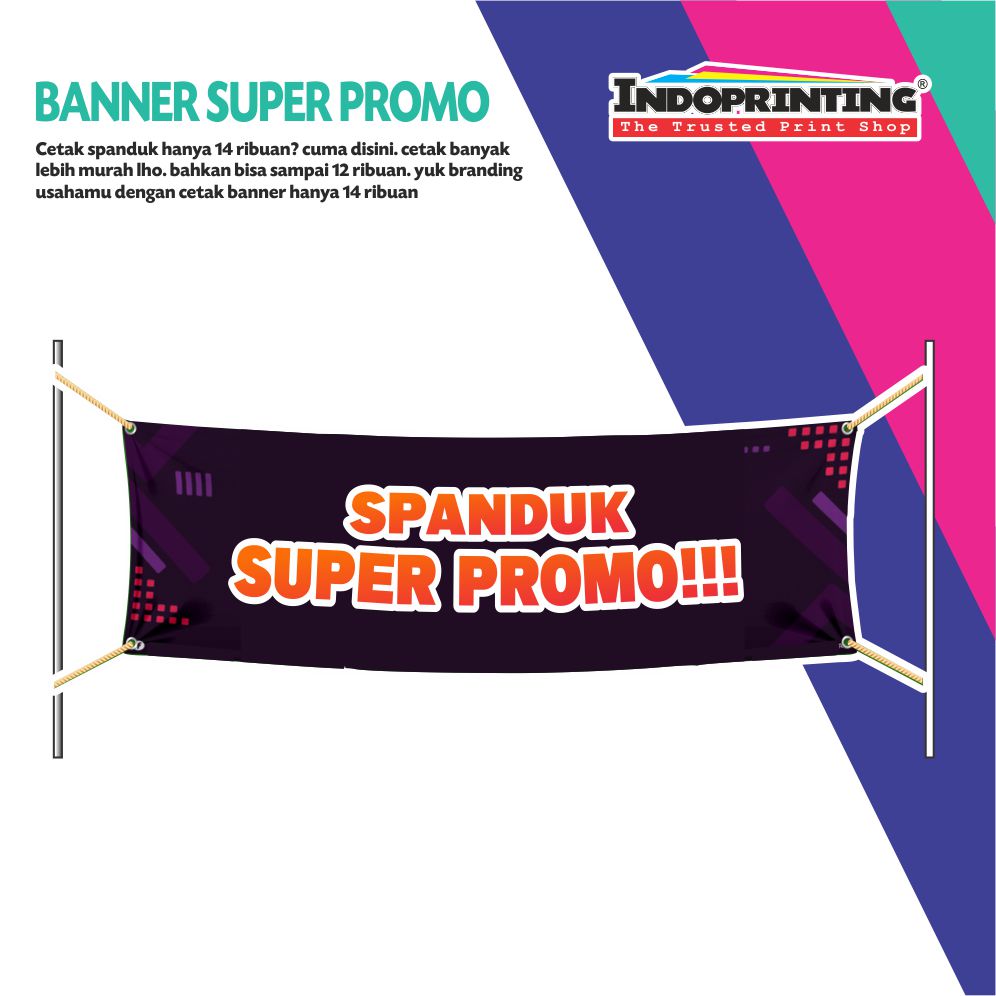 BANNER SUPER PROMO
Cetak spanduk hanya 14 ribuan? cuma disini. cetak banyak
lebih murah lho. bahkan bisa sampai 12 ribuan. yuk branding
usahamu dengan cetak banner hanya 14 ribuan
INDOPRINTING®
The Trusted Print Shop
SPANDUK
SUPER PROMO!!!